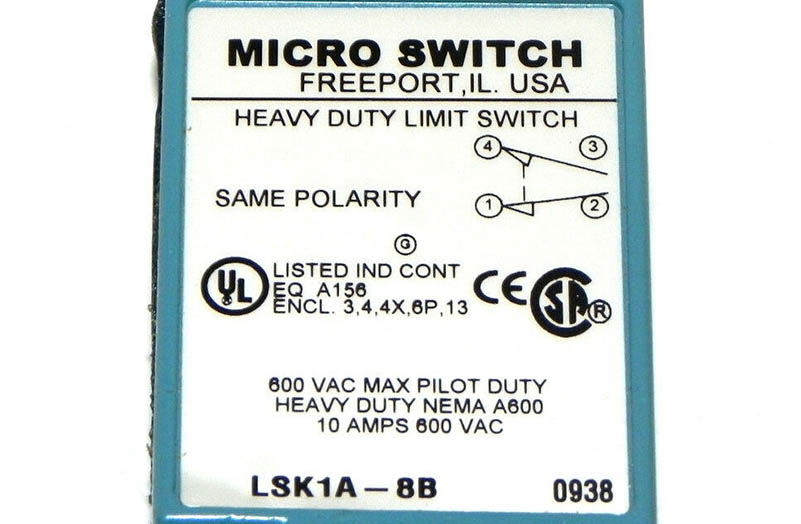 MICRO SWITCH
FREEPORT,IL. USA
HEAVY DUTY LIMIT SWITCH
4 3
SAME POLARITY
1 2
G
UL LISTED IND CONT
EQ A156
ENCL. 3,4,4X,6P,13
CE CSA ®
600 VAC MAX PILOT DUTY
HEAVY DUTY NEMA A600
10 AMPS 600 VAC
LSK1A – 8B 0938